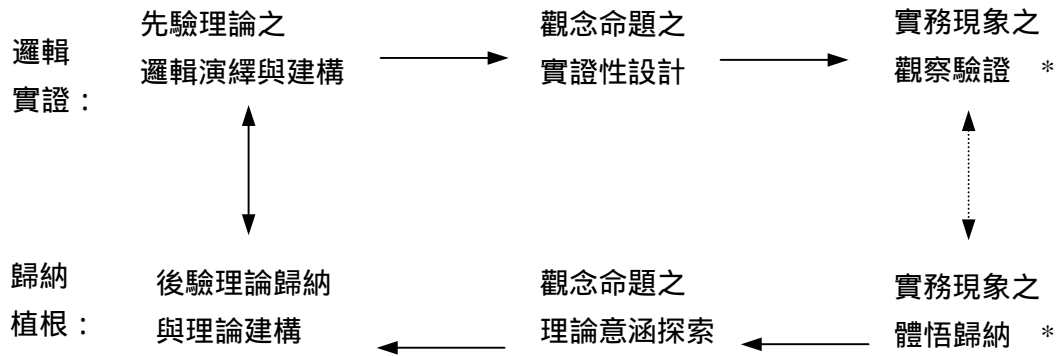 先驗理論之
邏輯演繹與建構
觀念命題之
實證性設計
實務現象之
觀察驗證 *
邏輯
實證：
歸納
植根：
後驗理論歸納
與理論建構
觀念命題之
理論意涵探索
實務現象之
體悟歸納 *